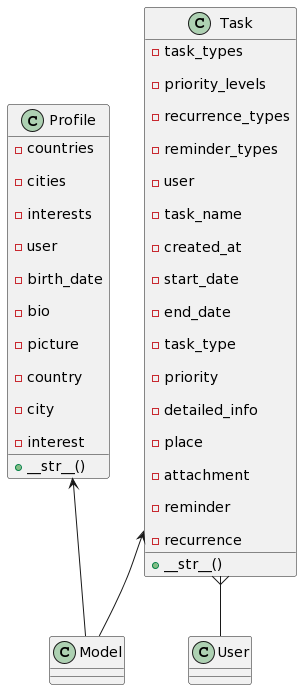 C Profile
countries
cities
interests
user
birth_date
bio
picture
country
city
interest
__str__()
C Task
task_types
priority_levels
recurrence_types
reminder_types
user
task_name
created_at
start_date
end_date
task_type
priority
detailed_info
place
attachment
reminder
recurrence
__str__()
C Model
C User